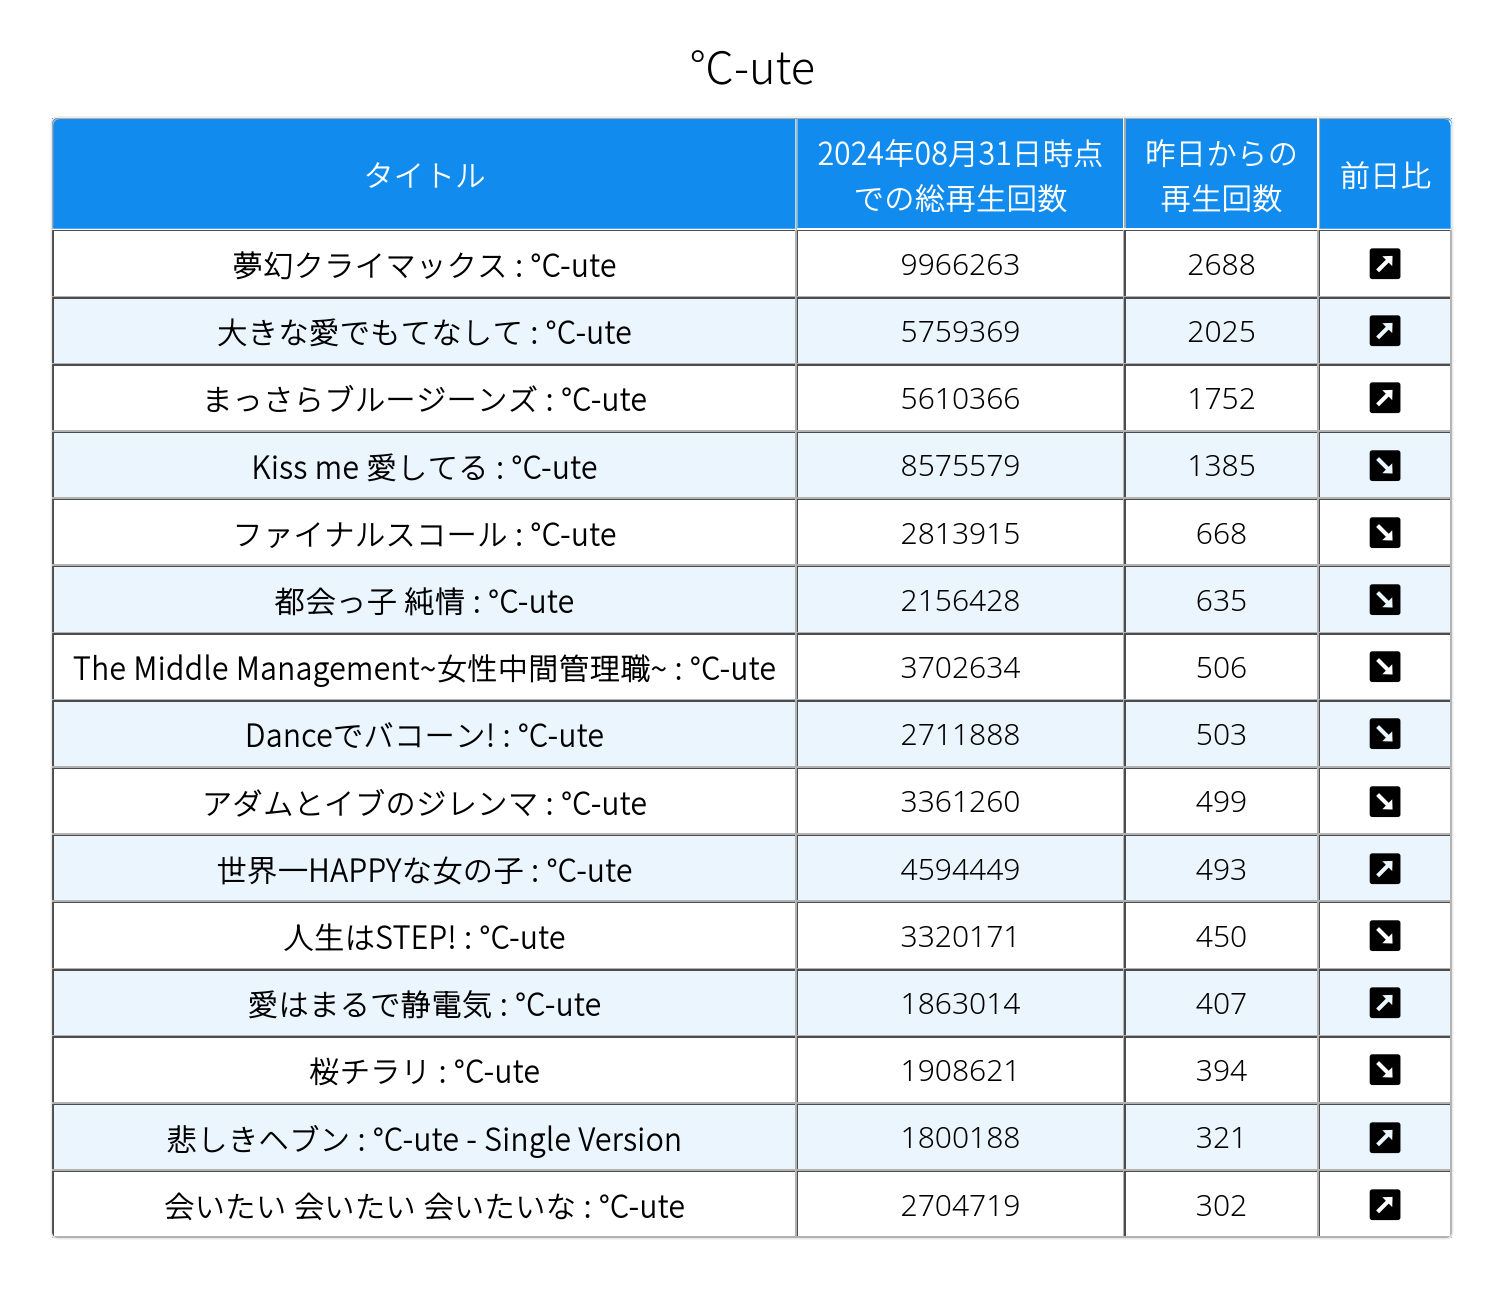 ℃-ute
タイトル 2024年08月31日時点での総再生回数 昨日からの再生回数 前日比
夢幻クライマックス : ℃-ute 9966263 2688 ↗
大きな愛でもてなして : ℃-ute 5759369 2025 ↗
まっさらブルージーンズ : ℃-ute 5610366 1752 ↗
Kiss me 愛してる : ℃-ute 8575579 1385 ↘
ファイナルスコール : ℃-ute 2813915 668 ↘
都会っ子 純情 : ℃-ute 2156428 635 ↘
The Middle Management~女性中間管理職~ : ℃-ute 3702634 506 ↘
Danceでバコーン! : ℃-ute 2711888 503 ↘
アダムとイブのジレンマ : ℃-ute 3361260 499 ↘
世界一HAPPYな女の子 : ℃-ute 4594449 493 ↗
人生はSTEP! : ℃-ute 3320171 450 ↘
愛はまるで静電気 : ℃-ute 1863014 407 ↗
桜チラリ : ℃-ute 1908621 394 ↘
悲しきヘブン : ℃-ute - Single Version 1800188 321 ↗
会いたい 会いたい 会いたいな : ℃-ute 2704719 302 ↗